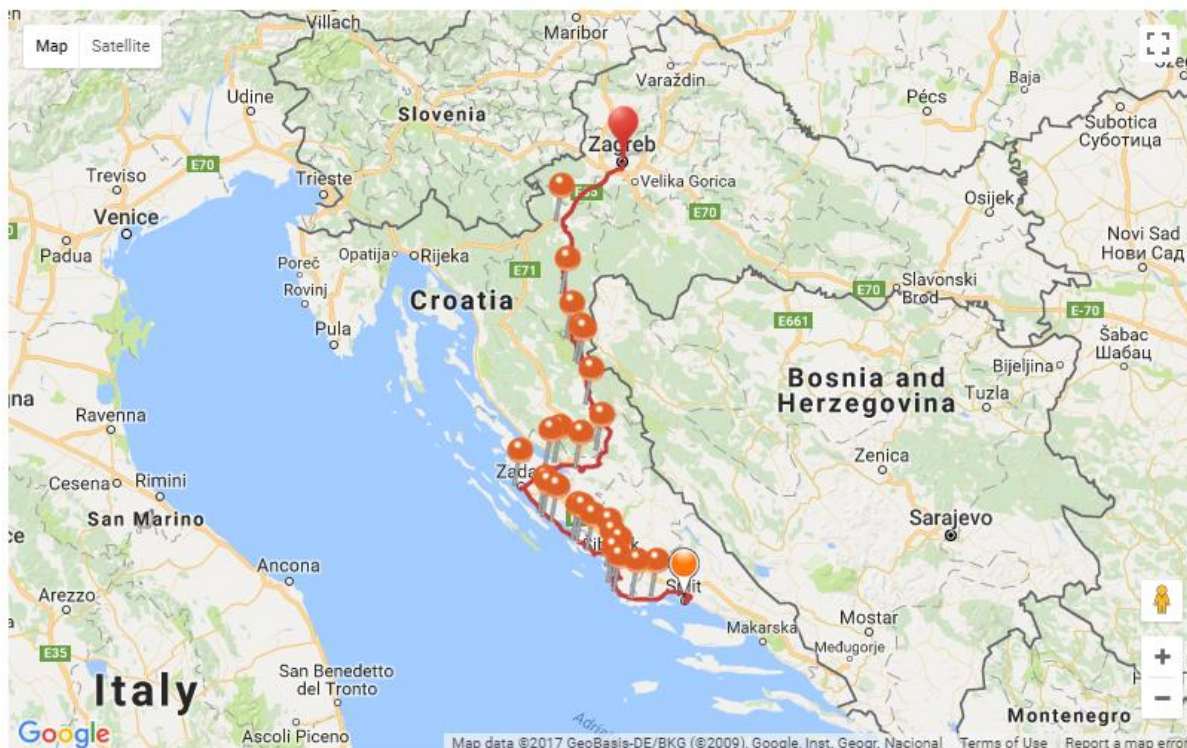 Map
Satellite
Villach
Maribor
Varaždin
Baja
Pécs
Subotica
Суботица
Udine
Slovenia
Zagreb
E70
Treviso
Trieste
Velika Gorica
Osijek
Venice
E70
Padua
Opatija
Rijeka
E71
Novi Sad
Нови Сад
Poreč
Rovinj
Croatia
Slavonski
Brod
E70
E-70
Pula
E661
Šabac
Шабац
Bosnia and
Herzegovina
Bijeljina
Tuzla
Ravenna
Cesena
Rimini
San Marino
Zenica
Sarajevo
Ancona
Arezzo
Split
Mostar
Makarska
Međugorje
E35
San Benedetto
del Tronto
Italy
Montenegro
Ascoli Piceno
Google
Map data ©2017 GeoBasis-DE/BKG (©2009), Google, Inst. Geogr. Nacional
Terms of Use
Report a map error